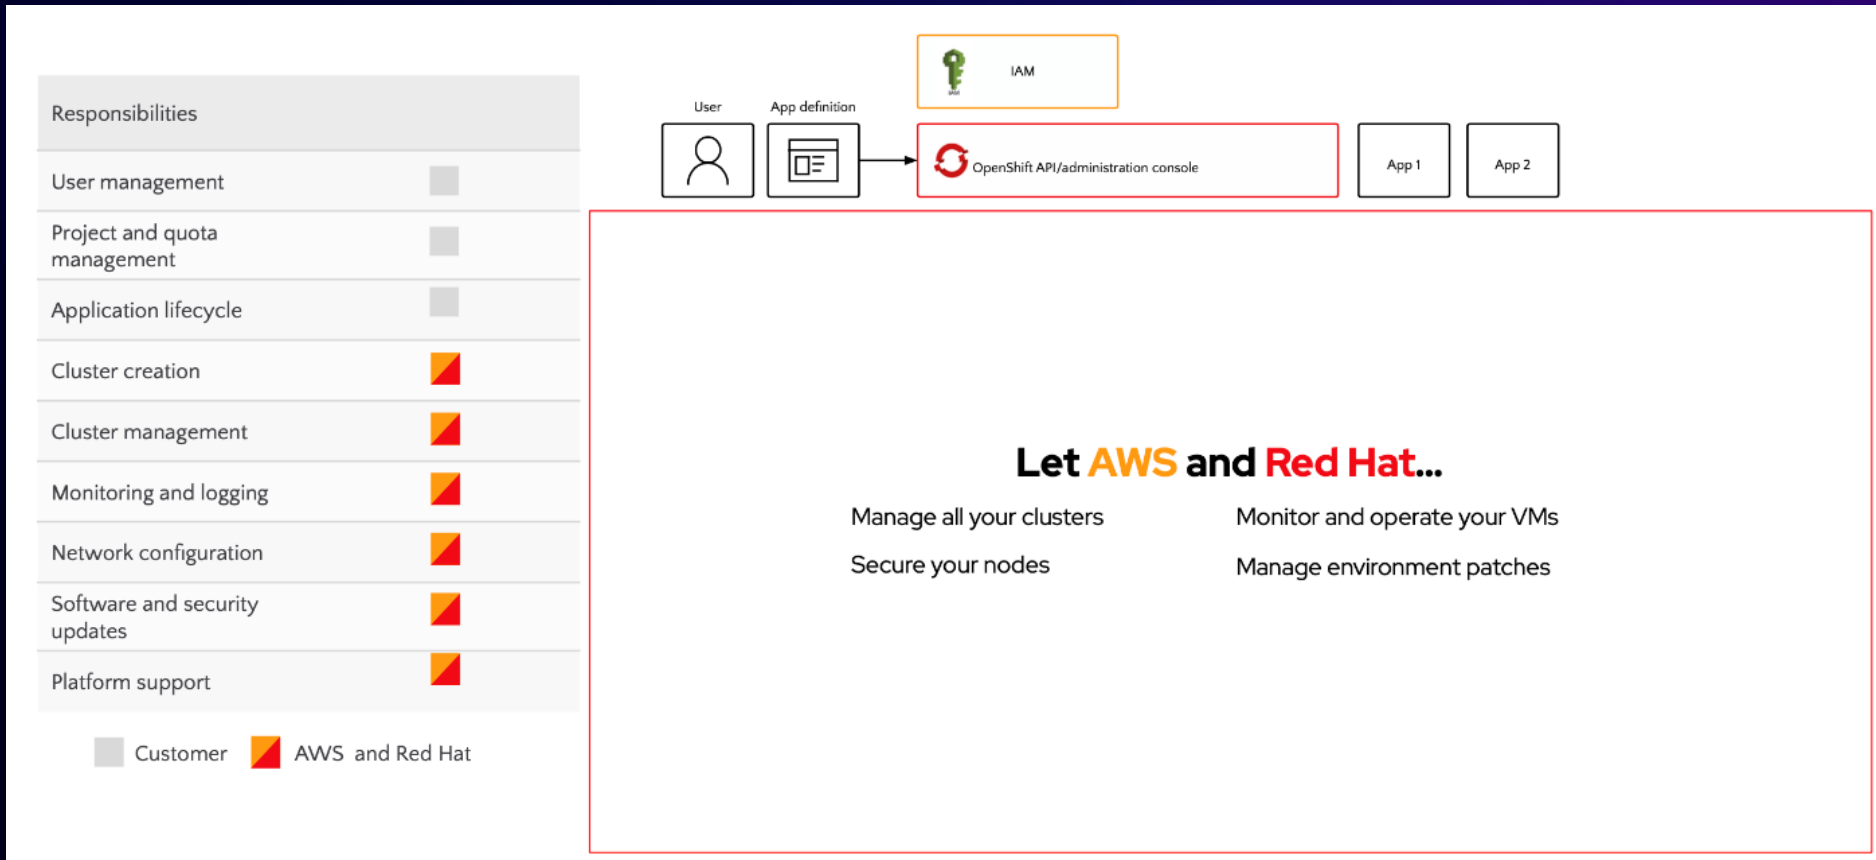 Responsibilities
User management
Project and quota
management
Application lifecycle
Cluster creation
Cluster management
Monitoring and logging
Network configuration
Software and security
updates
Platform support
Customer
AWS and Red Hat
IAM
User
App definition
OpenShift API/administration console
App 1
App 2
Let AWS and Red Hat...
Manage all your clusters
Monitor and operate your VMs
Secure your nodes
Manage environment patches